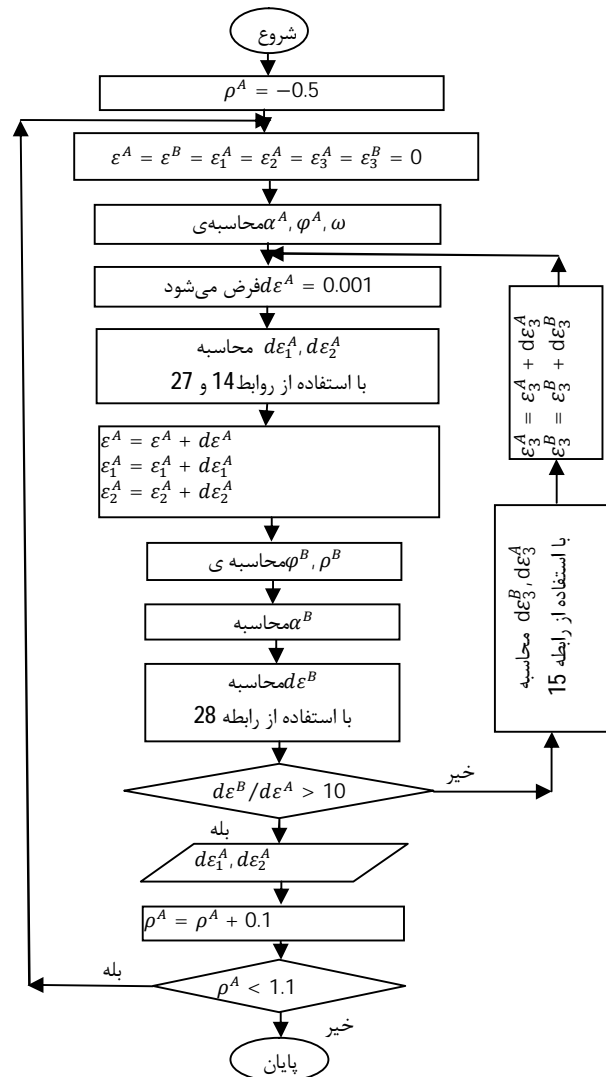 شروع
ρ^A = −0.5
ε^A = ε^B = ε_1^A = ε_2^A = ε_3^A = ε_3^B = 0
محاسبه‌ی α^A, φ^A, ω
فرض می‌شود dε^A = 0.001
محاسبه dε_1^A, dε_2^A
با استفاده از روابط 14 و 27
ε^A = ε^A + dε^A
ε_1^A = ε_1^A + dε_1^A
ε_2^A = ε_2^A + dε_2^A
محاسبه ی φ^B, ρ^B
محاسبه α^B
محاسبه dε^B
با استفاده از رابطه 28
dε^B/dε^A > 10
خیر
محاسبه dε_3^B, dε_3^A
با استفاده از رابطه 15
ε_3^A = ε_3^A + dε_3^A
ε_3^B = ε_3^B + dε_3^B
بله
dε_1^A, dε_2^A
ρ^A = ρ^A + 0.1
ρ^A < 1.1
بله
خیر
پایان